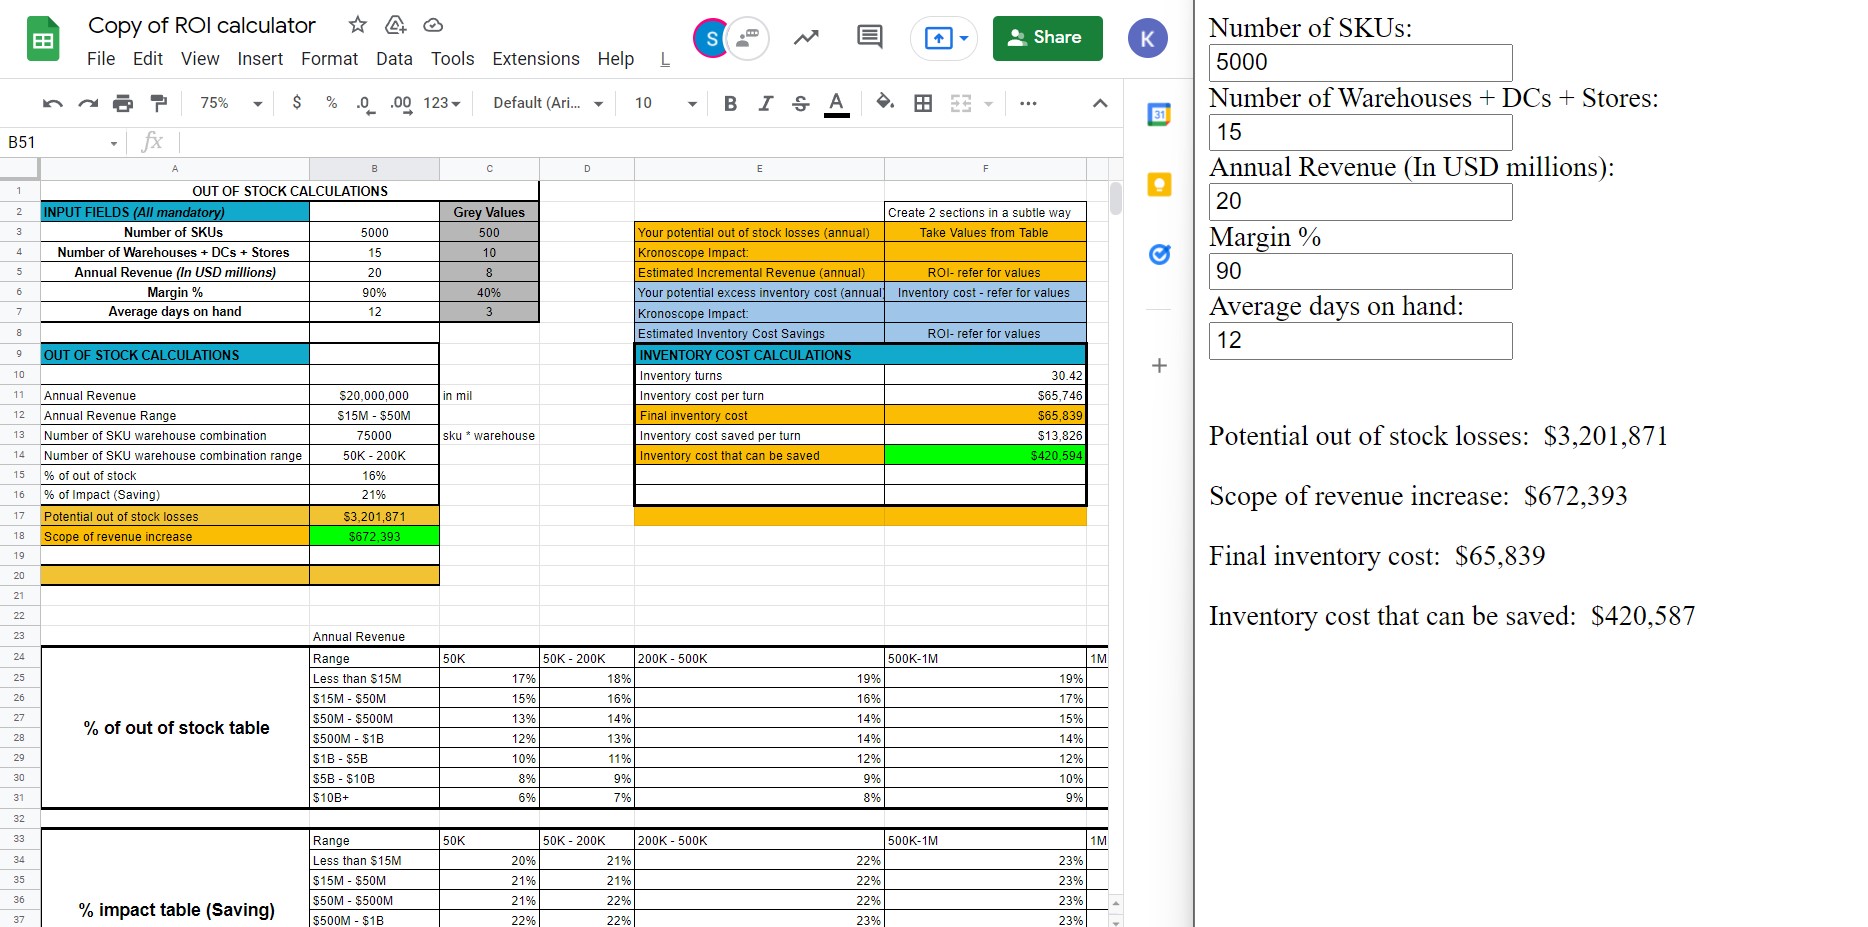 Copy of ROI calculator
File Edit View Insert Format Data Tools Extensions Help L
S
Share
K
75% $ % .0 .00 123 Default (Ari... 10 B I S A ...
B51 fx
31
A B C D E F
1 OUT OF STOCK CALCULATIONS
2 INPUT FIELDS (All mandatory) Grey Values Create 2 sections in a subtle way
3 Number of SKUs 5000 500 Your potential out of stock losses (annual) Take Values from Table
4 Number of Warehouses + DCs + Stores 15 10 Kronoscope Impact:
5 Annual Revenue (In USD millions) 20 8 Estimated Incremental Revenue (annual) ROI- refer for values
6 Margin % 90% 40% Your potential excess inventory cost (annual) Inventory cost - refer for values
7 Average days on hand 12 3 Kronoscope Impact:
8 Estimated Inventory Cost Savings ROI- refer for values
9 OUT OF STOCK CALCULATIONS INVENTORY COST CALCULATIONS
10 Inventory turns 30.42
11 Annual Revenue $20,000,000 in mil Inventory cost per turn $65,746
12 Annual Revenue Range $15M - $50M Final inventory cost $65,839
13 Number of SKU warehouse combination 75000 sku * warehouse Inventory cost saved per turn $13,826
14 Number of SKU warehouse combination range 50K - 200K Inventory cost that can be saved $420,594
15 % of out of stock 16%
16 % of Impact (Saving) 21%
17 Potential out of stock losses $3,201,871
18 Scope of revenue increase $672,393
19
20
21
22
23 Annual Revenue
24 Range 50K 50K - 200K 200K - 500K 500K-1M 1M
25 Less than $15M 17% 18% 19% 19%
26 $15M - $50M 15% 16% 16% 17%
27 $50M - $500M 13% 14% 14% 15%
% of out of stock table
28 $500M - $1B 12% 13% 14% 14%
29 $1B - $5B 10% 11% 12% 12%
30 $5B - $10B 8% 9% 9% 10%
31 $10B+ 6% 7% 8% 9%
32
33 Range 50K 50K - 200K 200K - 500K 500K-1M 1M
34 Less than $15M 20% 21% 22% 23%
35 $15M - $50M 21% 21% 22% 23%
36 $50M - $500M 21% 22% 22% 23%
% impact table (Saving)
37 $500M - $1B 22% 22% 23% 23%
Number of SKUs:
5000
Number of Warehouses + DCs + Stores:
15
Annual Revenue (In USD millions):
20
Margin %
90
Average days on hand:
12
Potential out of stock losses: $3,201,871
Scope of revenue increase: $672,393
Final inventory cost: $65,839
Inventory cost that can be saved: $420,587